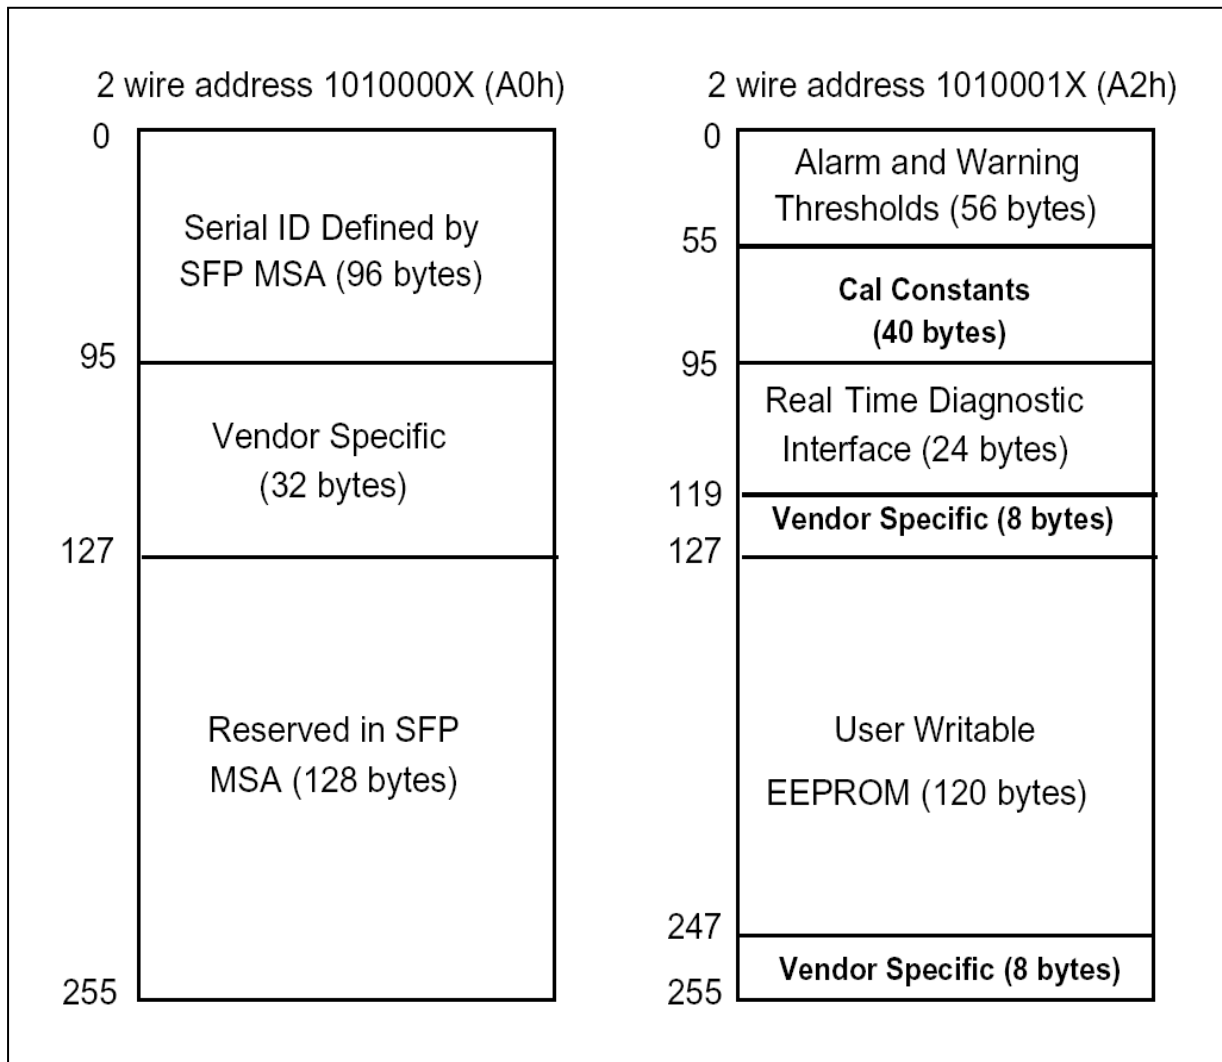 2 wire address 1010000X (A0h)
0
Serial ID Defined by
SFP MSA (96 bytes)
95
Vendor Specific
(32 bytes)
127
Reserved in SFP
MSA (128 bytes)
255
2 wire address 1010001X (A2h)
0
Alarm and Warning
Thresholds (56 bytes)
55
Cal Constants
(40 bytes)
95
Real Time Diagnostic
Interface (24 bytes)
119
Vendor Specific (8 bytes)
127
User Writable
EEPROM (120 bytes)
247
Vendor Specific (8 bytes)
255